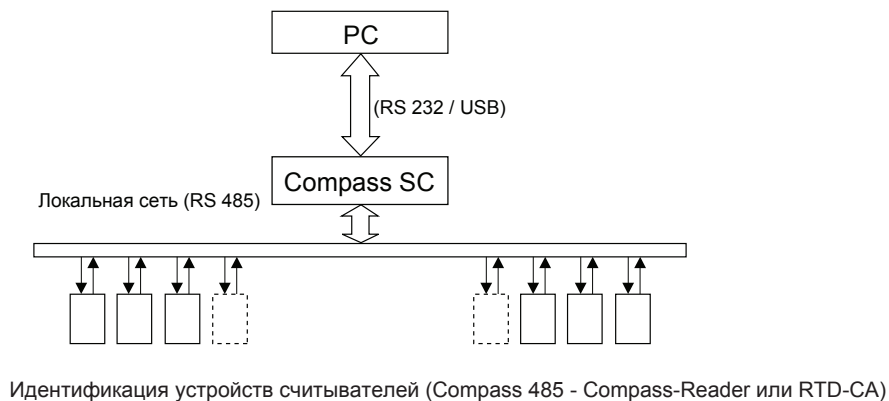 PC
(RS 232 / USB)
Compass SC
Локальная сеть (RS 485)
Идентификация устройств считывателей (Compass 485 - Compass-Reader или RTD-CA)